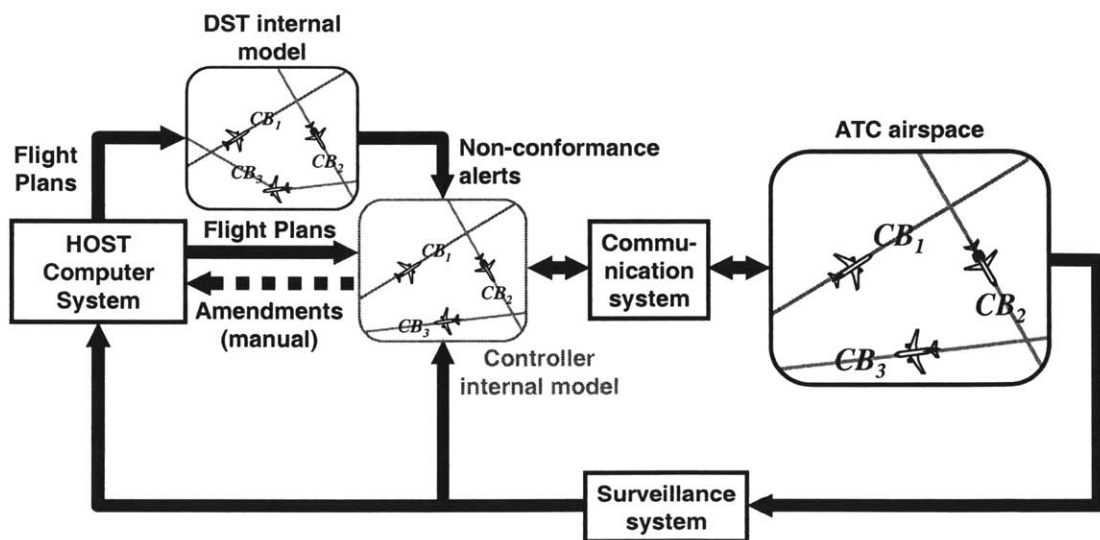 DST internal
model
CB1
CB2
CB3
Flight
Plans
Non-conformance
alerts
ATC airspace
HOST
Computer
System
Flight Plans
Amendments
(manual)
CB1
CB2
CB3
Controller
internal model
Commu-
nication
system
CB1
CB2
CB3
Surveillance
system